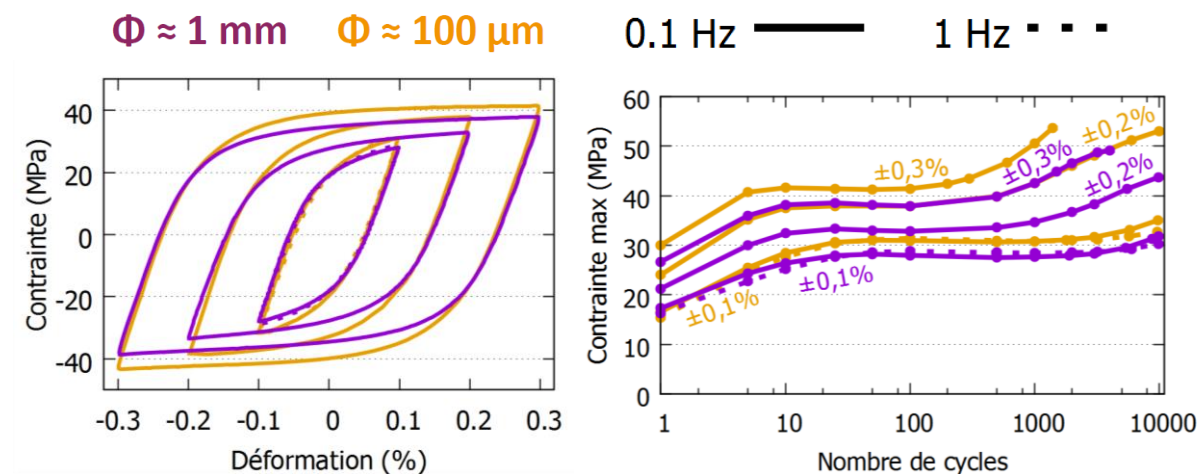 Φ ≈ 1 mm Φ ≈ 100 µm 0.1 Hz 1 Hz
Contrainte (MPa)
40
20
0
-20
-40
-0.3 -0.2 -0.1 0 0.1 0.2 0.3
Déformation (%)
Contrainte max (MPa)
60
50
40
30
20
10
0
±0,3%
±0,3%
±0,2%
±0,2%
±0,1%
±0,1%
1 10 100 1000 10000
Nombre de cycles